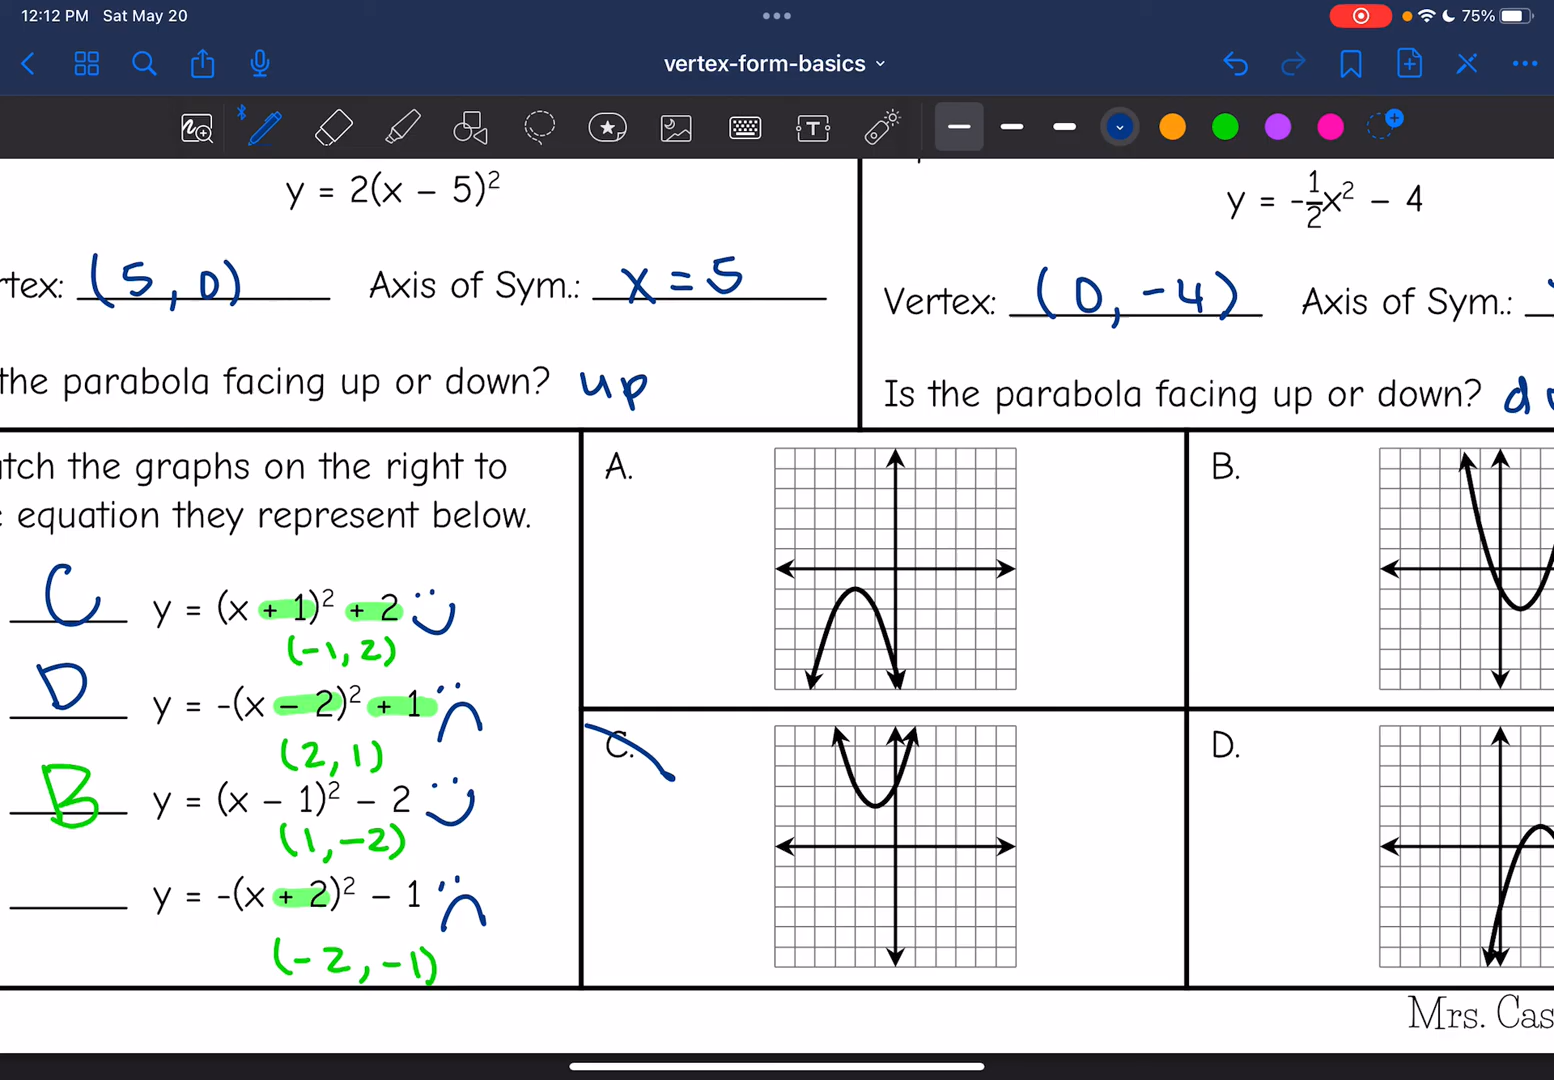 12:12 PM Sat May 20
75%
vertex-form-basics
y = 2(x – 5)²
y = -½x² – 4
rtex: (5, 0) Axis of Sym.: x = 5
Vertex: (0, -4) Axis of Sym.:
the parabola facing up or down? up
Is the parabola facing up or down? d
tch the graphs on the right to
equation they represent below.
C y = (x + 1)² + 2
(-1, 2)
D y = -(x – 2)² + 1
(2, 1)
B y = (x – 1)² – 2
(1, -2)
y = -(x + 2)² – 1
(-2, -1)
A.
B.
C.
D.
Mrs. Cas